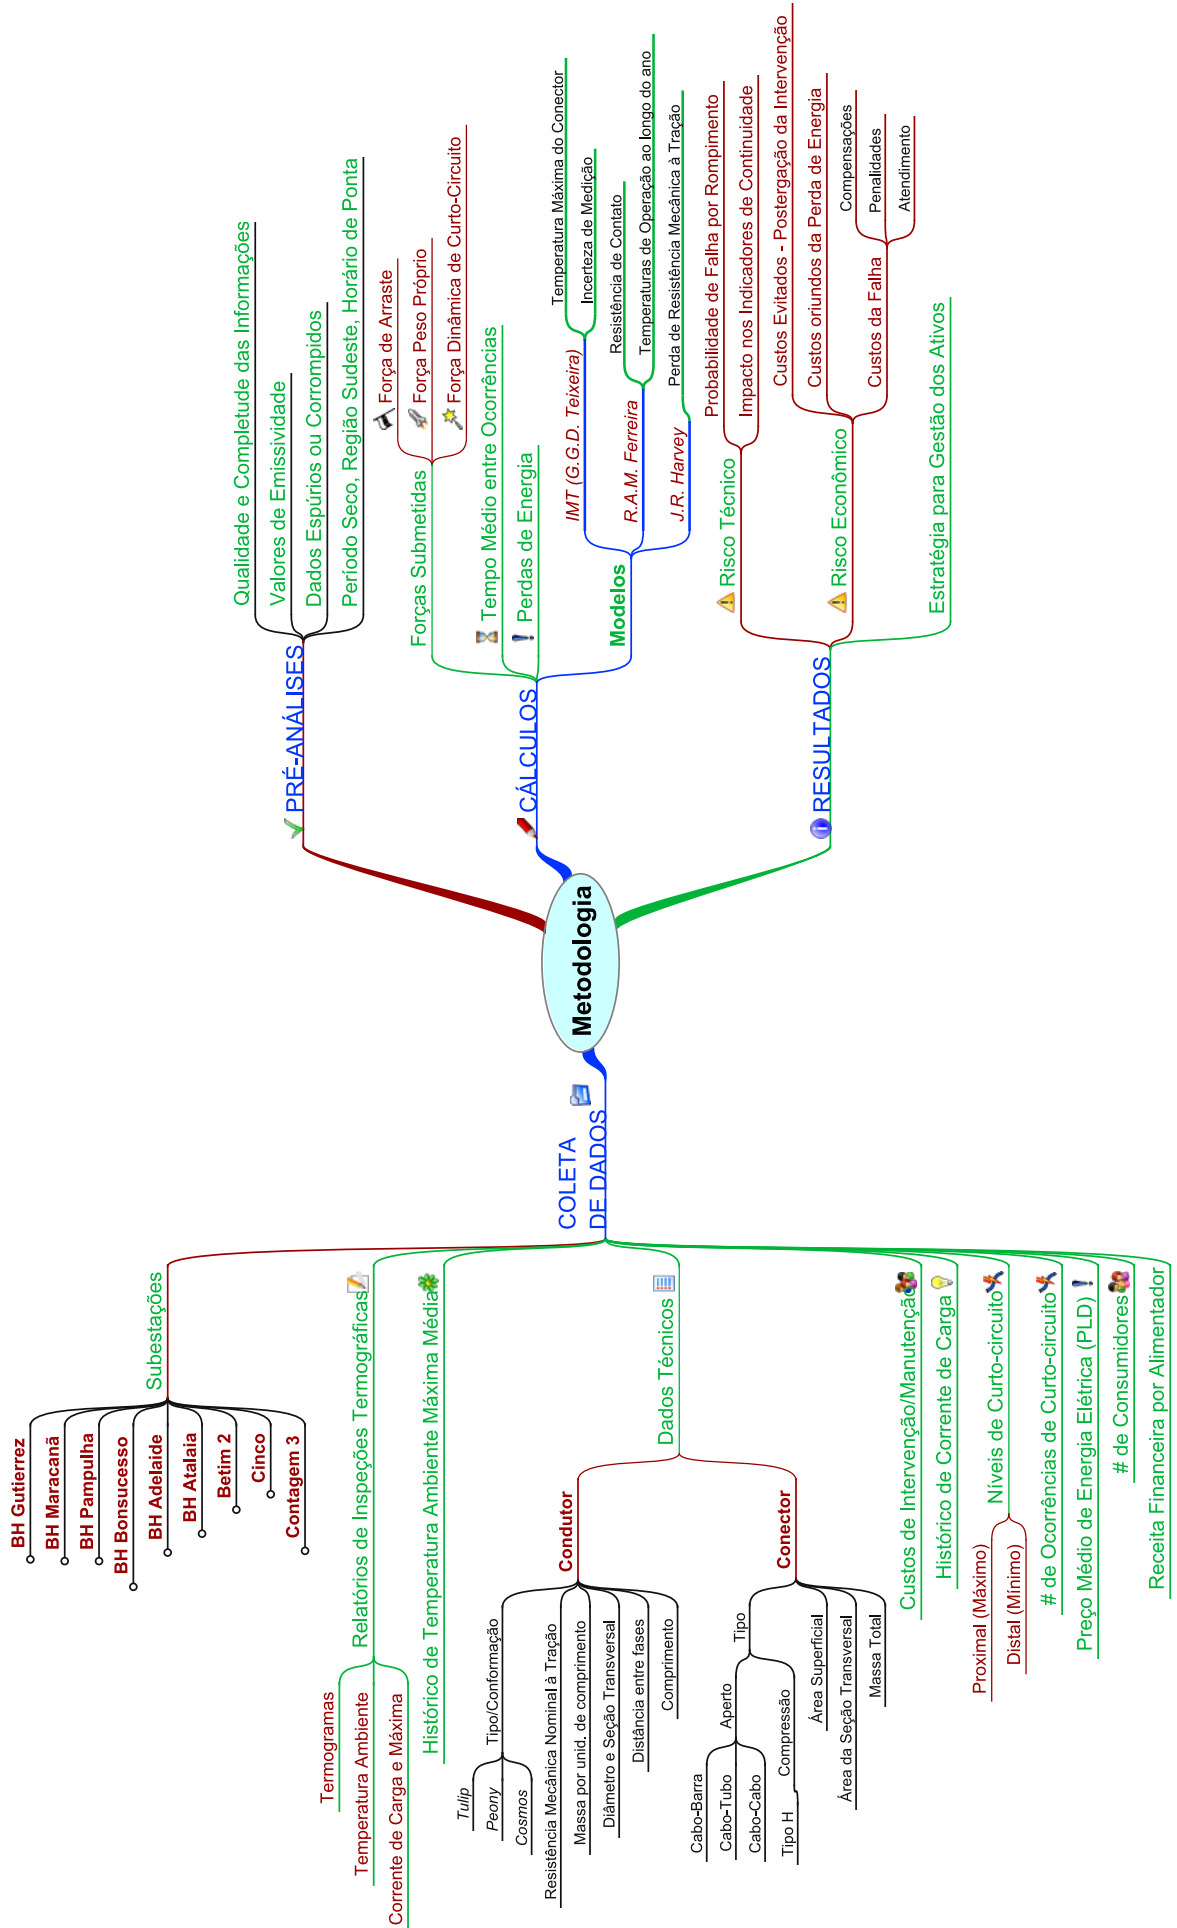 Metodologia
COLETA
DE DADOS
Subestações
BH Gutierrez
BH Maracanã
BH Pampulha
BH Bonsucesso
BH Adelaide
BH Atalaia
Betim 2
Cinco
Contagem 3
Relatórios de Inspeções Termográficas
Termogramas
Temperatura Ambiente
Corrente de Carga e Máxima
Histórico de Temperatura Ambiente Máxima Média
Dados Técnicos
Condutor
Tipo/Conformação
Tulip
Peony
Cosmos
Resistência Mecânica Nominal à Tração
Massa por unid. de comprimento
Diâmetro e Seção Transversal
Distância entre fases
Comprimento
Conector
Tipo
Aperto
Cabo-Barra
Cabo-Tubo
Cabo-Cabo
Compressão
Tipo H
Área Superficial
Área da Seção Transversal
Massa Total
Custos de Intervenção/Manutenção
Histórico de Corrente de Carga
Níveis de Curto-circuito
Proximal (Máximo)
Distal (Mínimo)
# de Ocorrências de Curto-circuito
Preço Médio de Energia Elétrica (PLD)
# de Consumidores
Receita Financeira por Alimentador
PRÉ-ANÁLISES
Qualidade e Completude das Informações
Valores de Emissividade
Dados Espúrios ou Corrompidos
Período Seco, Região Sudeste, Horário de Ponta
CÁLCULOS
Forças Submetidas
Força de Arraste
Força Peso Próprio
Força Dinâmica de Curto-Circuito
Tempo Médio entre Ocorrências
Perdas de Energia
Modelos
IMT (G.G.D. Teixeira)
Temperatura Máxima do Conector
Incerteza de Medição
R.A.M. Ferreira
Resistência de Contato
Temperaturas de Operação ao longo do ano
J.R. Harvey
Perda de Resistência Mecânica à Tração
RESULTADOS
Risco Técnico
Probabilidade de Falha por Rompimento
Impacto nos Indicadores de Continuidade
Risco Econômico
Custos Evitados - Postergação da Intervenção
Custos oriundos da Perda de Energia
Custos da Falha
Compensações
Penalidades
Atendimento
Estratégia para Gestão dos Ativos